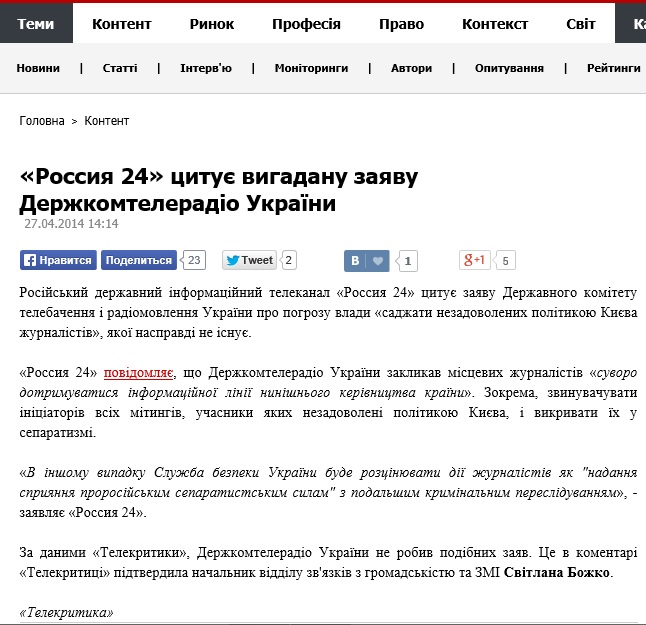 Теми Контент Ринок Професія Право Контекст Світ
Новини | Статті | Інтерв'ю | Моніторинги | Автори | Опитування | Рейтинги
Головна > Контент
«Россия 24» цитує вигадану заяву
Держкомтелерадіо України
27.04.2014 14:14
Нравится Поделиться 23 Tweet 2 В 1 g+1 5
Російський державний інформаційний телеканал «Россия 24» цитує заяву Державного комітету
телебачення і радіомовлення України про погрозу влади «саджати незадоволених політикою Києва
журналістів», якої насправді не існує.
«Россия 24» повідомляє, що Держкомтелерадіо України закликав місцевих журналістів «суворо
дотримуватися інформаційної лінії нинішнього керівництва країни». Зокрема, звинувачувати
ініціаторів всіх мітингів, учасники яких незадоволені політикою Києва, і викривати їх у
сепаратизмі.
«В іншому випадку Служба безпеки України буде розцінювати дії журналістів як "надання
сприяння проросійським сепаратистським силам" з подальшим кримінальним переслідуванням», -
заявляє «Россия 24».
За даними «Телекритики», Держкомтелерадіо України не робив подібних заяв. Це в коментарі
«Телекритиці» підтвердила начальник відділу зв'язків з громадськістю та ЗМІ Світлана Божко.
«Телекритика»